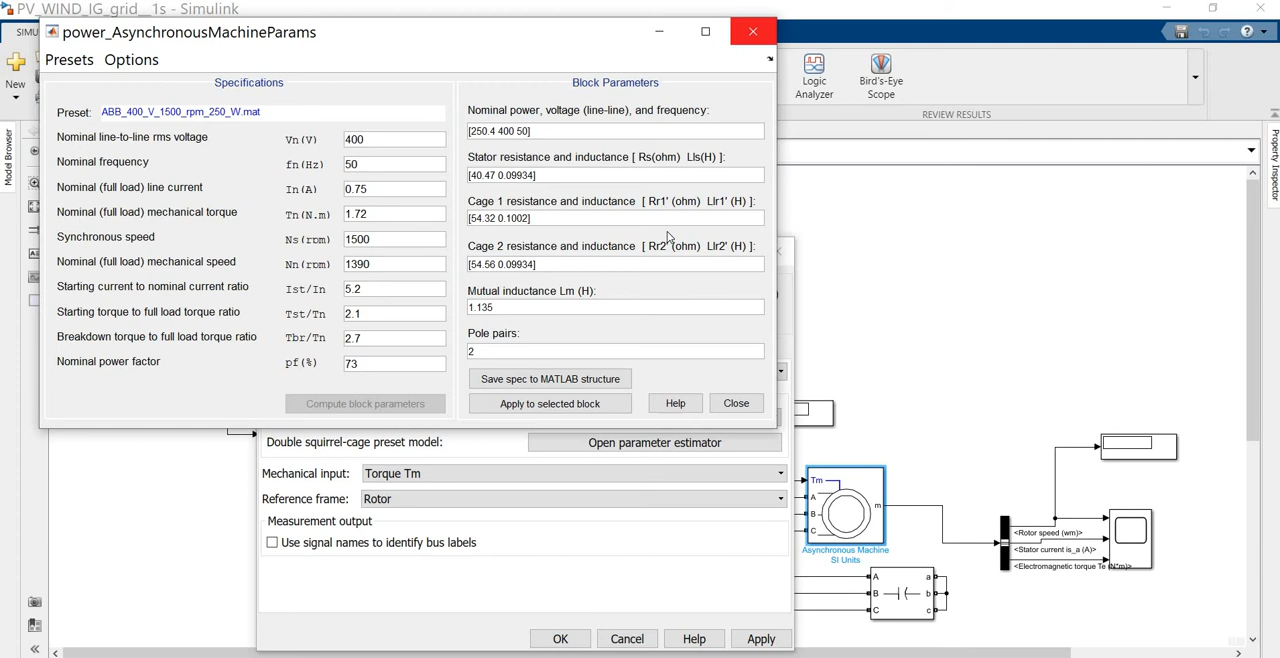 PV_WIND_IG_grid__1s - Simulink
SIMU
New
power_AsynchronousMachineParams
Presets Options
Specifications
Preset: ABB_400_V_1500_rpm_250_W.mat
Nominal line-to-line rms voltage Vn(V) 400
Nominal frequency fn(Hz) 50
Nominal (full load) line current In(A) 0.75
Nominal (full load) mechanical torque Tn(N.m) 1.72
Synchronous speed Ns(rpm) 1500
Nominal (full load) mechanical speed Nn(rpm) 1390
Starting current to nominal current ratio Ist/In 5.2
Starting torque to full load torque ratio Tst/Tn 2.1
Breakdown torque to full load torque ratio Tbr/Tn 2.7
Nominal power factor pf(%) 73
Compute block parameters
Block Parameters
Nominal power, voltage (line-line), and frequency:
[250.4 400 50]
Stator resistance and inductance [ Rs(ohm) Lls(H) ]:
[40.47 0.09934]
Cage 1 resistance and inductance [ Rr1' (ohm) Llr1' (H) ]:
[54.32 0.1002]
Cage 2 resistance and inductance [ Rr2' (ohm) Llr2' (H) ]:
[54.56 0.09934]
Mutual inductance Lm (H):
1.135
Pole pairs:
2
Save spec to MATLAB structure
Apply to selected block
Help
Close
Logic
Analyzer
Bird's-Eye
Scope
REVIEW RESULTS
Model Browser
Property Inspector
Double squirrel-cage preset model: Open parameter estimator
Mechanical input: Torque Tm
Reference frame: Rotor
Measurement output
Use signal names to identify bus labels
OK Cancel Help Apply
Tm
A
B
C
m
Asynchronous Machine
SI Units
A a
B b
C c
<Rotor speed (wm)>
<Stator current is_a (A)>
<Electromagnetic torque Te (N*m)>